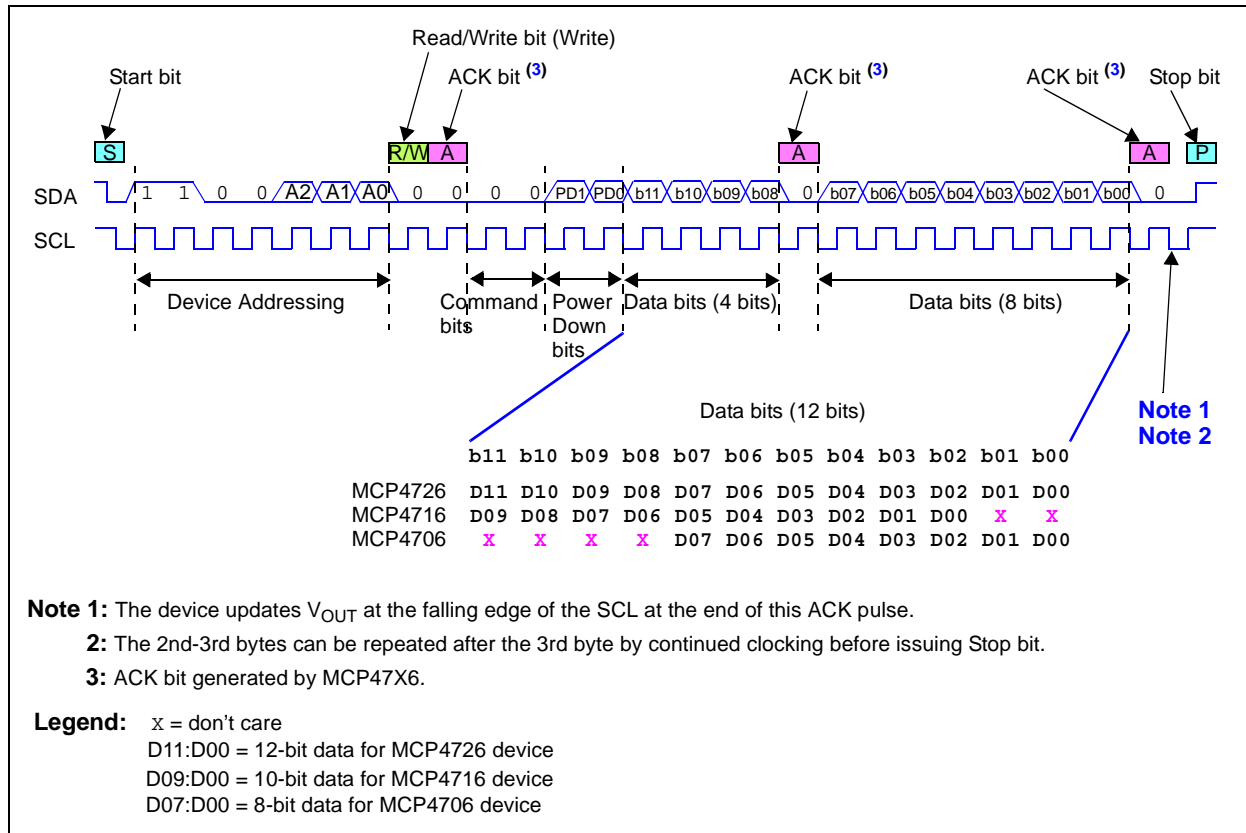 Read/Write bit (Write)
Start bit
ACK bit (3)
ACK bit (3)
ACK bit (3)
Stop bit
S R/W A A A P
SDA 1 1 0 0 A2 A1 A0 0 0 0 0 PD1 PD0 b11 b10 b09 b08 0 b07 b06 b05 b04 b03 b02 b01 b00 0
SCL
Device Addressing
Command bits
Power Down bits
Data bits (4 bits)
Data bits (8 bits)
Note 1
Note 2
Data bits (12 bits)
b11 b10 b09 b08 b07 b06 b05 b04 b03 b02 b01 b00
MCP4726 D11 D10 D09 D08 D07 D06 D05 D04 D03 D02 D01 D00
MCP4716 D09 D08 D07 D06 D05 D04 D03 D02 D01 D00 X X
MCP4706 X X X X D07 D06 D05 D04 D03 D02 D01 D00
Note 1: The device updates VOUT at the falling edge of the SCL at the end of this ACK pulse.
2: The 2nd-3rd bytes can be repeated after the 3rd byte by continued clocking before issuing Stop bit.
3: ACK bit generated by MCP47X6.
Legend: X = don't care
D11:D00 = 12-bit data for MCP4726 device
D09:D00 = 10-bit data for MCP4716 device
D07:D00 = 8-bit data for MCP4706 device